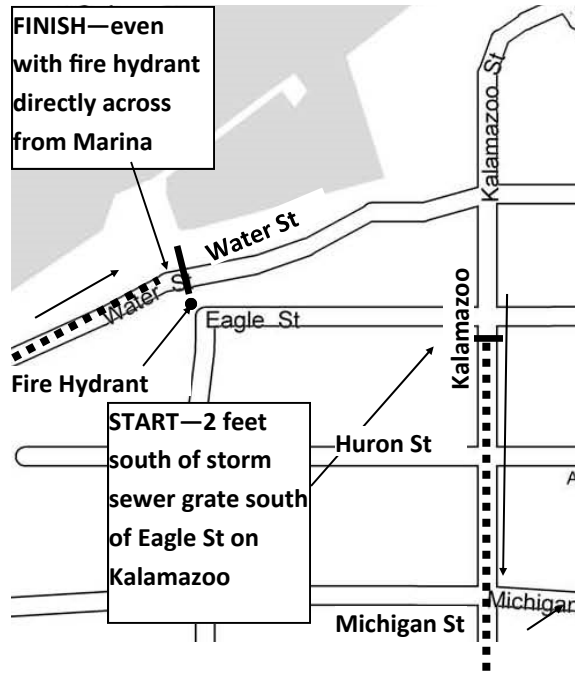 FINISH—even
with fire hydrant
directly across
from Marina
Kalamazoo St
Water St
Water St
Eagle St
Kalamazoo
Fire Hydrant
START—2 feet
south of storm
sewer grate south
of Eagle St on
Kalamazoo
Huron St
A
Michigan
Michigan St